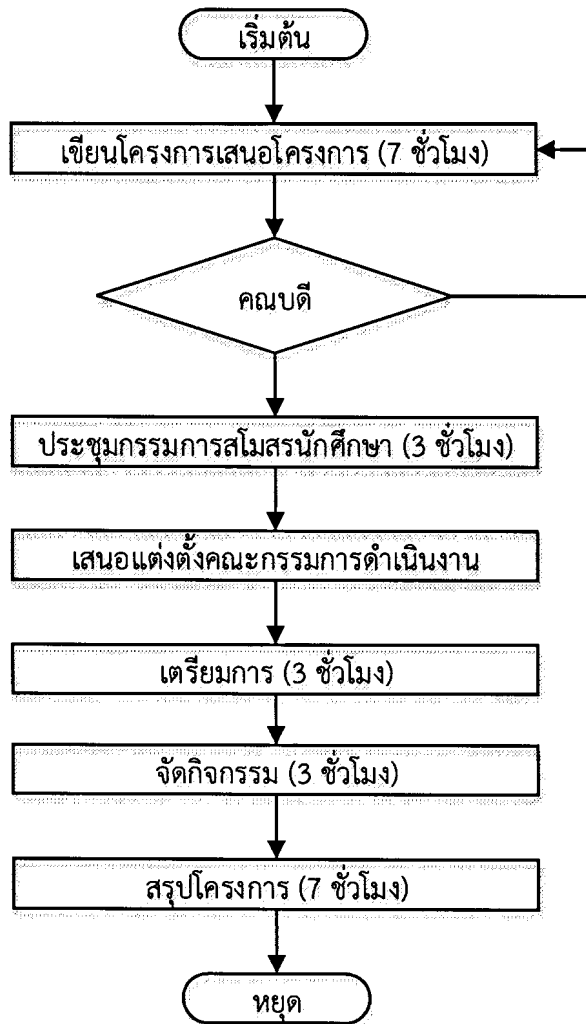 เริ่มต้น
เขียนโครงการเสนอโครงการ (7 ชั่วโมง)
คณบดี
ประชุมกรรมการสโมสรนักศึกษา (3 ชั่วโมง)
เสนอแต่งตั้งคณะกรรมการดำเนินงาน
เตรียมการ (3 ชั่วโมง)
จัดกิจกรรม (3 ชั่วโมง)
สรุปโครงการ (7 ชั่วโมง)
หยุด